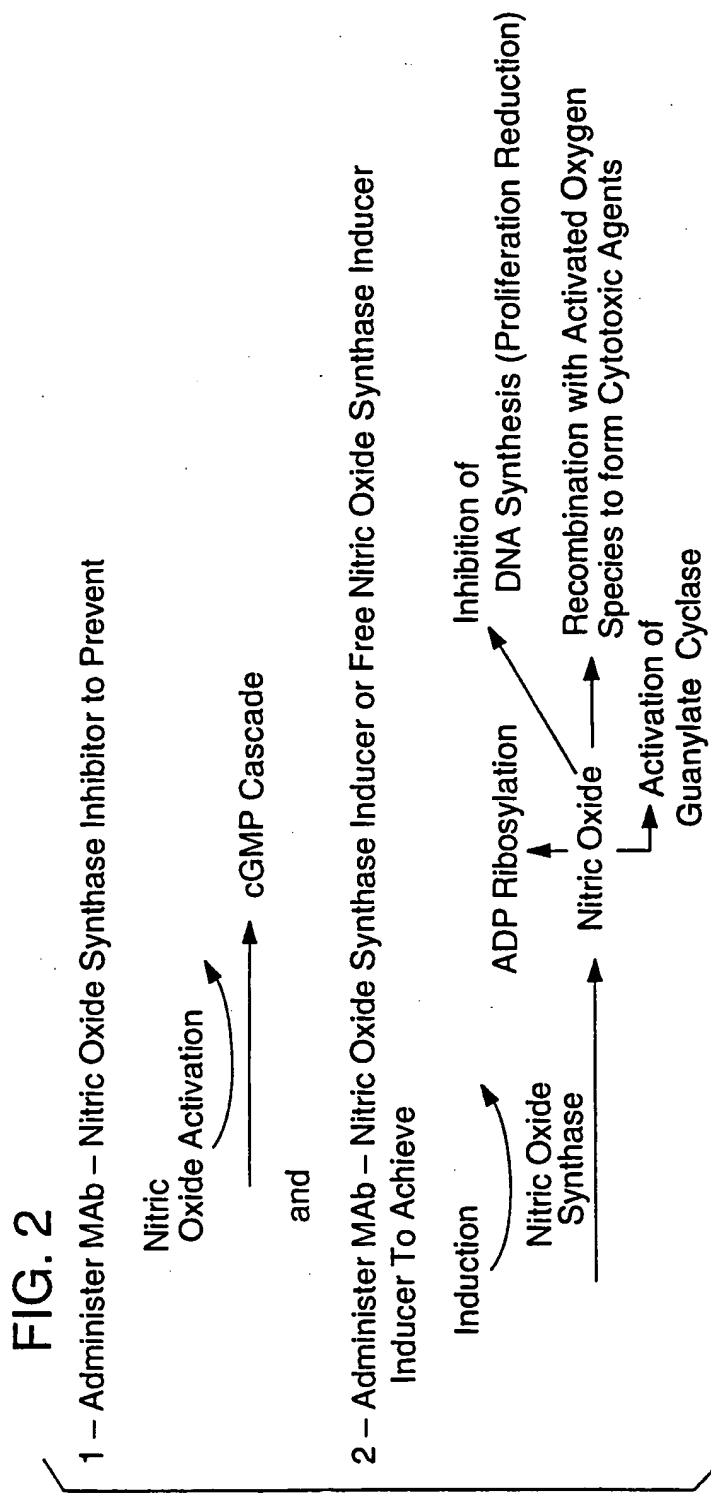 FIG. 2
1 – Administer MAb – Nitric Oxide Synthase Inhibitor to Prevent
Nitric
Oxide Activation
cGMP Cascade
and
2 – Administer MAb – Nitric Oxide Synthase Inducer or Free Nitric Oxide Synthase Inducer
Inducer To Achieve
Induction
Nitric Oxide
Synthase
ADP Ribosylation
Nitric Oxide
Inhibition of
DNA Synthesis (Proliferation Reduction)
Recombination with Activated Oxygen
Species to form Cytotoxic Agents
Activation of
Guanylate Cyclase